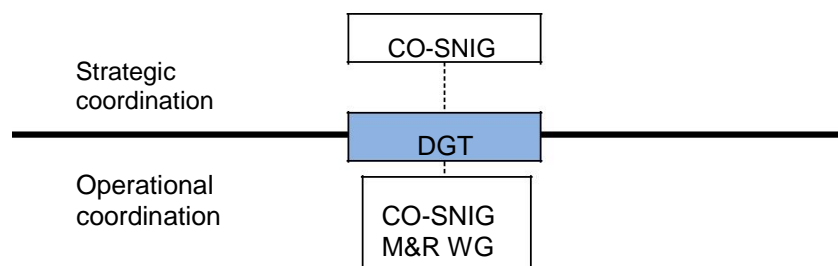 CO-SNIG
Strategic
coordination
DGT
Operational
coordination
CO-SNIG
M&R WG